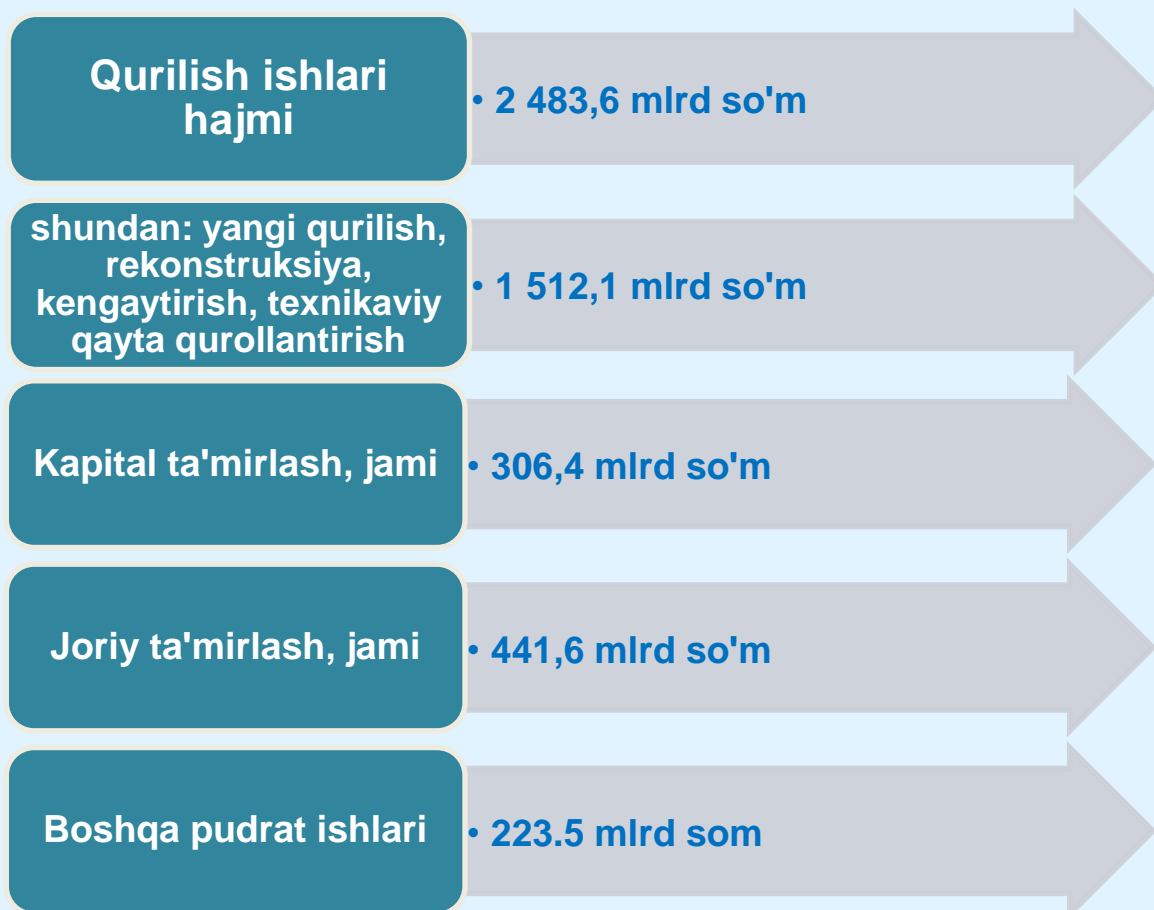 Qurilish ishlari
hajmi
• 2 483,6 mlrd so'm
shundan: yangi qurilish,
rekonstruksiya,
kengaytirish, texnikaviy
qayta qurollantirish
• 1 512,1 mlrd so'm
Kapital ta'mirlash, jami
• 306,4 mlrd so'm
Joriy ta'mirlash, jami
• 441,6 mlrd so'm
Boshqa pudrat ishlari
• 223.5 mlrd som